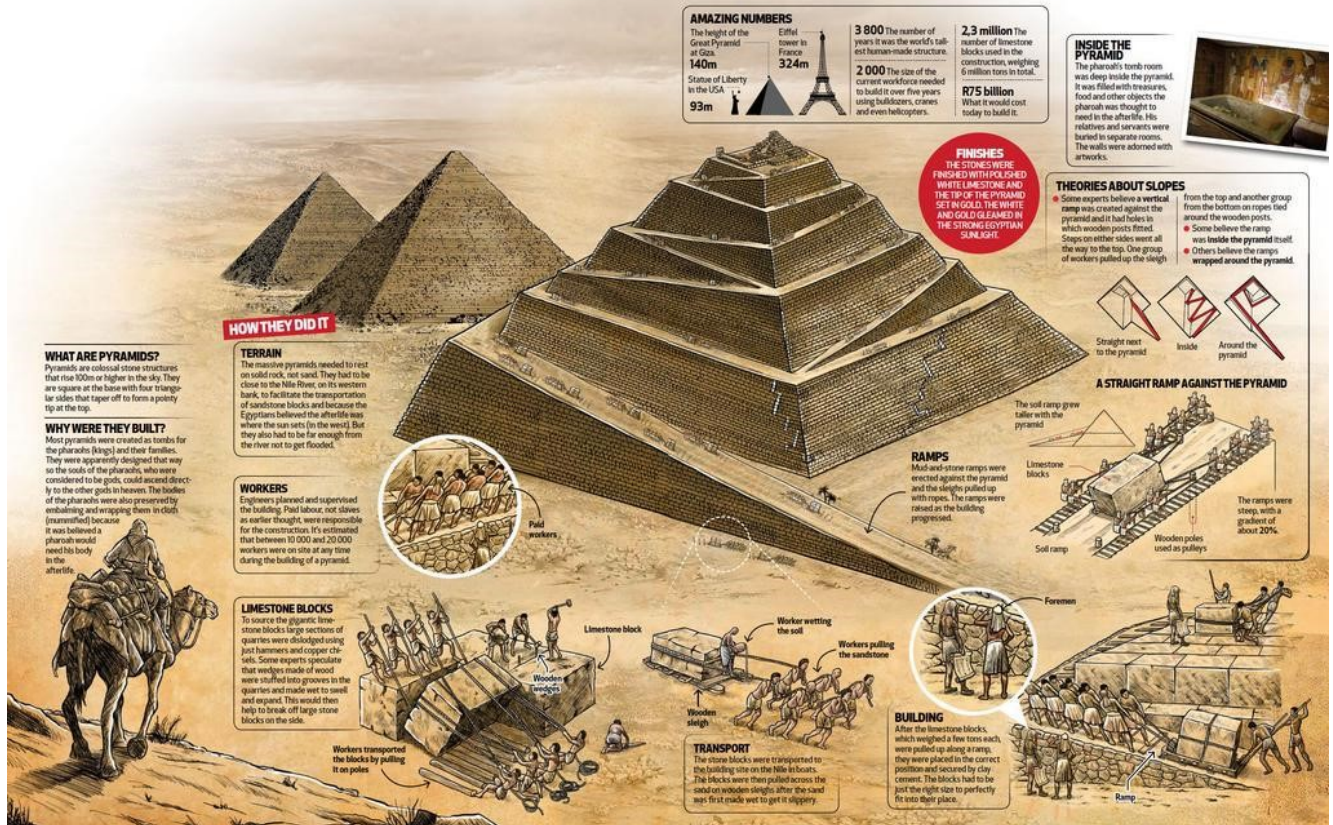 AMAZING NUMBERS
The height of the
Great Pyramid
at Giza.
140m
Eiffel
tower in
France
324m
Statue of Liberty
in the USA
93m
3 800 The number of
years it was the world's tall-
est human-made structure.
2 000 The size of the
current workforce needed
to build it over five years
using bulldozers, cranes
and even helicopters.
2,3 million The
number of limestone
blocks used in the
construction, weighing
6 million tons in total.
R75 billion
What it would cost
today to build it.
INSIDE THE
PYRAMID
The pharoah's tomb room
was deep inside the pyramid.
It was filled with treasures,
food and other objects the
pharoah was thought to
need in the afterlife. His
relatives and servants were
buried in separate rooms.
The walls were adorned with
artworks.
FINISHES
THE STONES WERE
FINISHED WITH POLISHED
WHITE LIMESTONE AND
THE TIP OF THE PYRAMID
SET IN GOLD. THE WHITE
AND GOLD GLEAMED IN
THE STRONG EGYPTIAN
SUNLIGHT.
THEORIES ABOUT SLOPES
Some experts believe a vertical
ramp was created against the
pyramid and it had holes in
which wooden posts fitted.
Steps on either sides went all
the way to the top. One group
of workers pulled up the sleigh
from the top and another group
from the bottom on ropes tied
around the wooden posts.
Some believe the ramp
was inside the pyramid itself.
Others believe the ramps
wrapped around the pyramid.
Straight next
to the pyramid
Inside
Around the
pyramid
A STRAIGHT RAMP AGAINST THE PYRAMID
The soil ramp grew
taller with the
pyramid
Limestone
blocks
Soil ramp
Wooden poles
used as pulleys
The ramps were
steep, with a
gradient of
about 20%.
HOW THEY DID IT
WHAT ARE PYRAMIDS?
Pyramids are colossal stone structures
that rise 100m or higher in the sky. They
are square at the base with four triangu-
lar sides that taper off to form a pointy
tip at the top.
WHY WERE THEY BUILT?
Most pyramids were created as tombs for
the pharaohs (kings) and their families.
They were apparently designed that way
so the souls of the pharaohs, who were
considered to be gods, could ascend direct-
ly to the other gods in heaven. The bodies
of the pharaohs were also preserved by
embalming and wrapping them in cloth
(mummified) because
it was believed a
pharoah would
need his body
in the
afterlife.
TERRAIN
The massive pyramids needed to rest
on solid rock, not sand. They had to be
close to the Nile River, on its western
bank, to facilitate the transportation
of sandstone blocks and because the
Egyptians believed the afterlife was
where the sun sets (in the west). But
they also had to be far enough from
the river not to get flooded.
WORKERS
Engineers planned and supervised
the building. Paid labour, not slaves
as earlier thought, were responsible
for the construction. It's estimated
that between 10 000 and 20 000
workers were on site at any time
during the building of a pyramid.
Paid
workers
RAMPS
Mud-and-stone ramps were
erected against the pyramid
and the sleighs pulled up
with ropes. The ramps were
raised as the building
progressed.
LIMESTONE BLOCKS
To source the gigantic lime-
stone blocks large sections of
quarries were dislodged using
just hammers and copper chi-
sels. Some experts speculate
that wedges made of wood
were stuffed into grooves in the
quarries and made wet to swell
and expand. This would then
help to break off large stone
blocks on the side.
Limestone block
Wooden
wedges
Workers transported
the blocks by pulling
it on poles
Worker wetting
the soil
Workers pulling
the sandstone
Wooden
sleigh
TRANSPORT
The stone blocks were transported to
the building site on the Nile in boats.
The blocks were then pulled across the
sand on wooden sleighs after the sand
was first made wet to get it slippery.
Foremen
BUILDING
After the limestone blocks,
which weighed a few tons each,
were pulled up along a ramp,
they were placed in the correct
position and secured by clay
cement. The blocks had to be
just the right size to perfectly
fit into their place.
Ramp